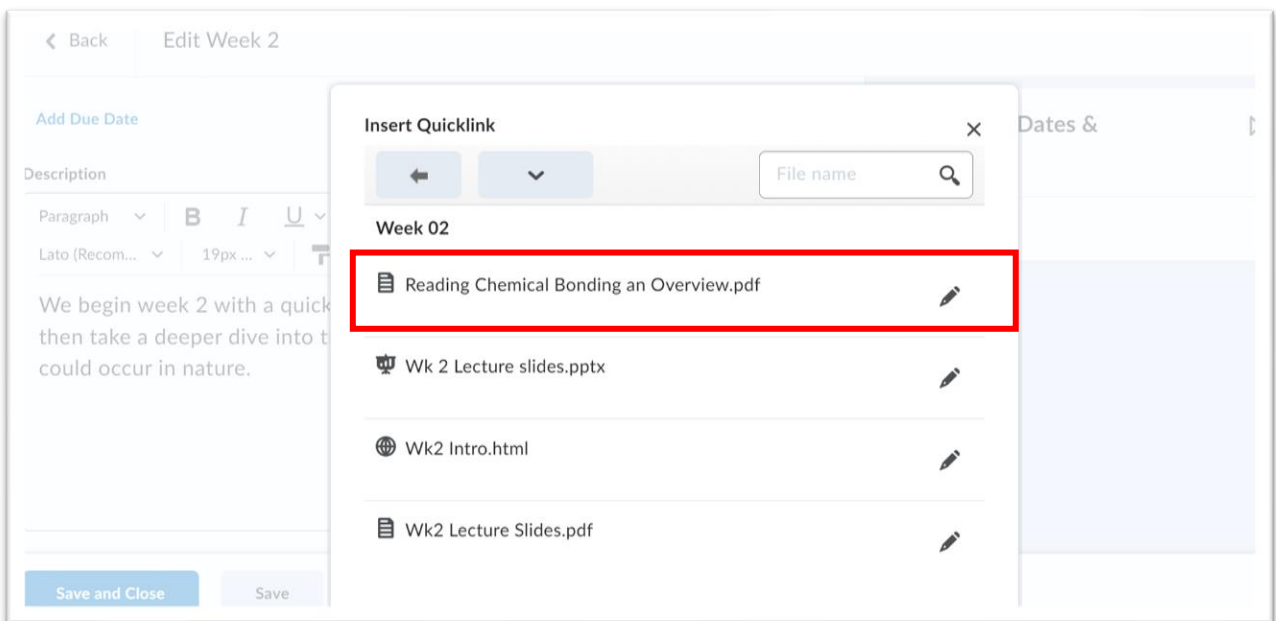 Back
Edit Week 2
Add Due Date
Description
Paragraph
B I U
Lato (Recom...
19px ...
We begin week 2 with a quick
then take a deeper dive into t
could occur in nature.
Save and Close
Save
Insert Quicklink
File name
Week 02
Reading Chemical Bonding an Overview.pdf
Wk 2 Lecture slides.pptx
Wk2 Intro.html
Wk2 Lecture Slides.pdf
Dates &